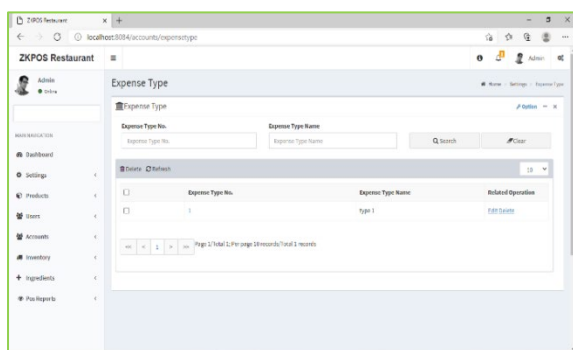 ZKPOS Restaurant
localhost:8084/accounts/expensetype
ZKPOS Restaurant
Admin
Admin
Online
Expense Type
Home / Settings / Expense Type
Expense Type
Option
Expense Type No.
Expense Type Name
Expense Type No.
Expense Type Name
Search
Clear
MAIN NAVIGATION
Dashboard
Settings
Products
Users
Accounts
Inventory
Ingredients
Pos Reports
Delete Refresh
10
Expense Type No.
Expense Type Name
Related Operation
1
type 1
Edit Delete
<< < 1 > >> Page 1/Total 1; Per page 10 records; Total 1 records